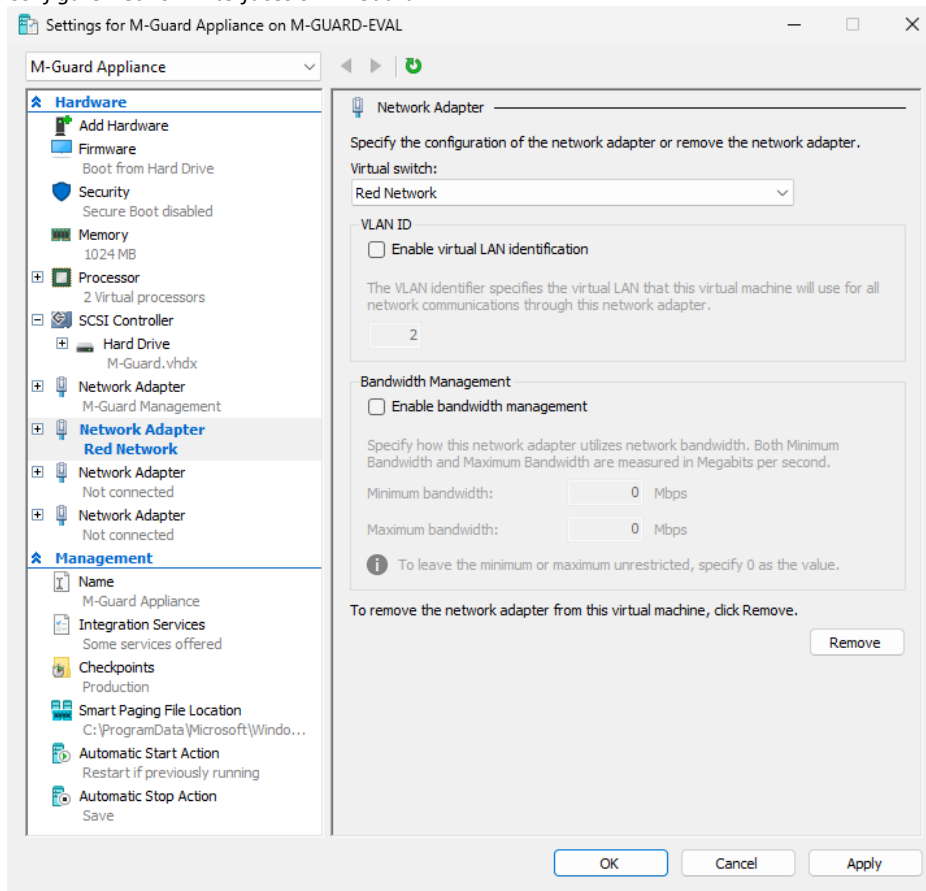 Settings for M-Guard Appliance on M-GUARD-EVAL
M-Guard Appliance
Hardware
Add Hardware
Firmware
Boot from Hard Drive
Security
Secure Boot disabled
Memory
1024 MB
Processor
2 Virtual processors
SCSI Controller
Hard Drive
M-Guard.vhdx
Network Adapter
M-Guard Management
Network Adapter
Red Network
Network Adapter
Not connected
Network Adapter
Not connected
Management
Name
M-Guard Appliance
Integration Services
Some services offered
Checkpoints
Production
Smart Paging File Location
C:\ProgramData\Microsoft\Windo...
Automatic Start Action
Restart if previously running
Automatic Stop Action
Save
Network Adapter
Specify the configuration of the network adapter or remove the network adapter.
Virtual switch:
Red Network
VLAN ID
Enable virtual LAN identification
The VLAN identifier specifies the virtual LAN that this virtual machine will use for all
network communications through this network adapter.
2
Bandwidth Management
Enable bandwidth management
Specify how this network adapter utilizes network bandwidth. Both Minimum
Bandwidth and Maximum Bandwidth are measured in Megabits per second.
Minimum bandwidth: 0 Mbps
Maximum bandwidth: 0 Mbps
To leave the minimum or maximum unrestricted, specify 0 as the value.
To remove the network adapter from this virtual machine, click Remove.
Remove
OK Cancel Apply